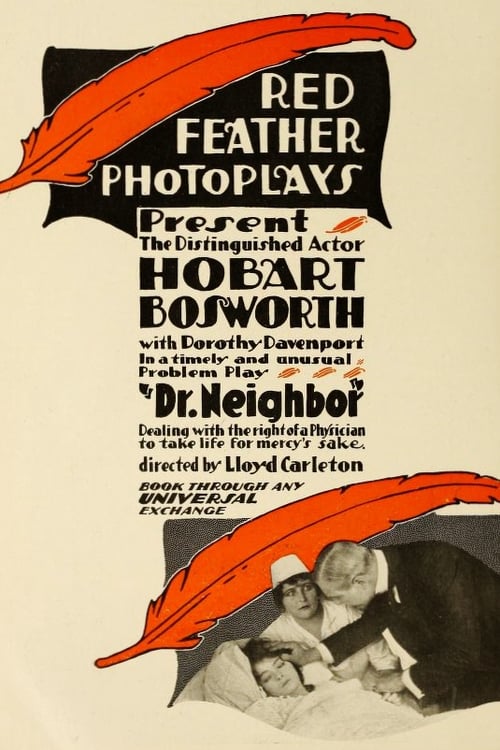 RED
FEATHER
PHOTOPLAYS
Present
The Distinguished Actor
HOBART
BOSWORTH
with Dorothy Davenport
In a timely and unusual
Problem Play
"Dr. Neighbor"
Dealing with the right of a Physician
to take life for mercy's sake.
directed by Lloyd Carleton
BOOK THROUGH ANY
UNIVERSAL
EXCHANGE